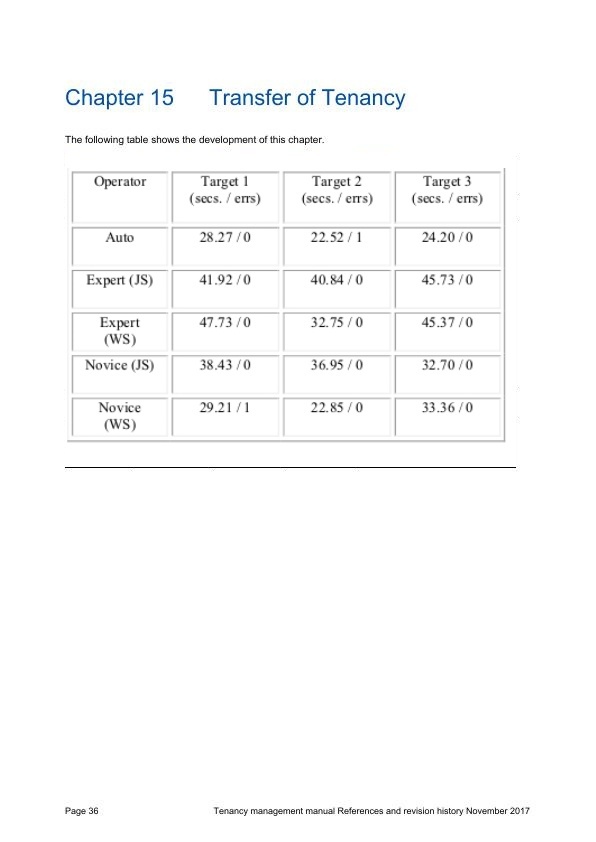 Chapter 15 Transfer of Tenancy
The following table shows the development of this chapter.
Operator Target 1 Target 2 Target 3
(secs. / errs) (secs. / errs) (secs. / errs)
Auto 28.27 / 0 22.52 / 1 24.20 / 0
Expert (JS) 41.92 / 0 40.84 / 0 45.73 / 0
Expert 47.73 / 0 32.75 / 0 45.37 / 0
(WS)
Novice (JS) 38.43 / 0 36.95 / 0 32.70 / 0
Novice 29.21 / 1 22.85 / 0 33.36 / 0
(WS)
Page 36 Tenancy management manual References and revision history November 2017